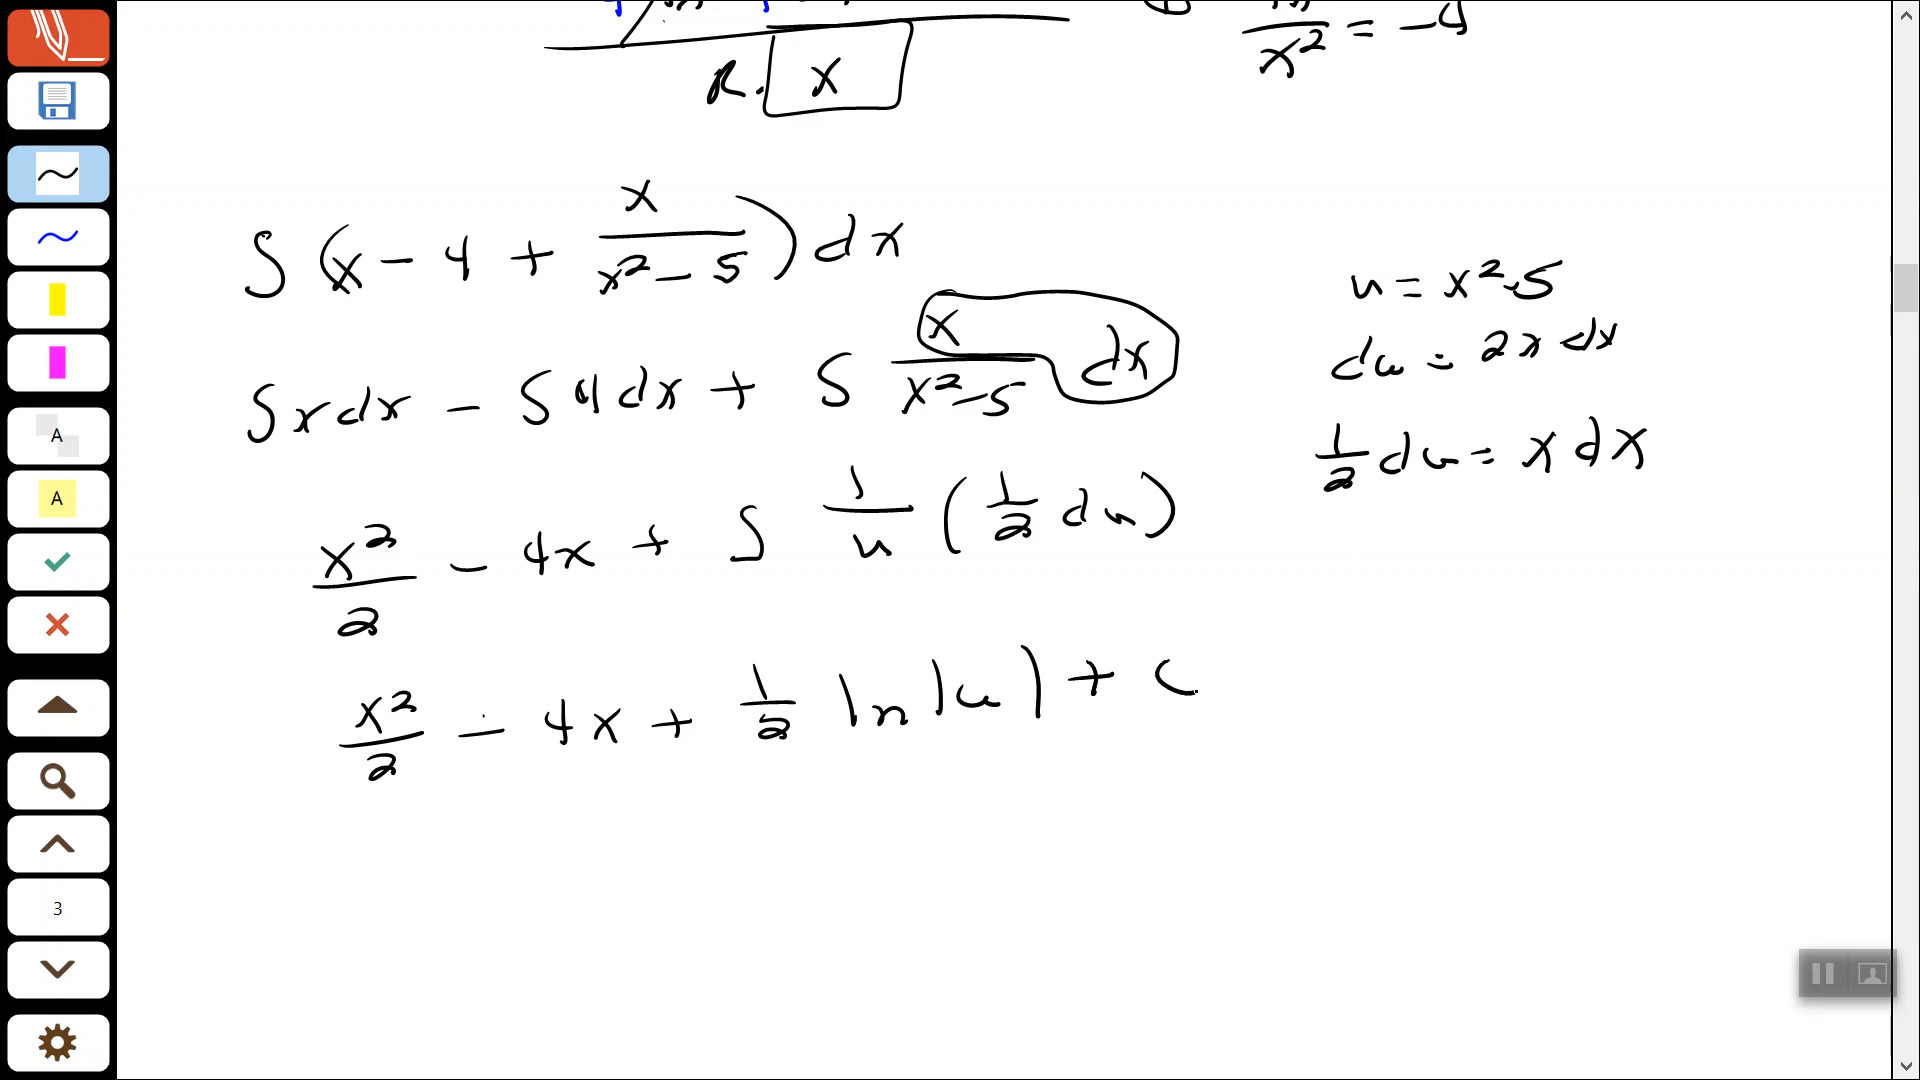 x² = -4
R. x
∫(x - 4 + x/(x² - 5)) dx
u = x² - 5
du = 2x dx
∫x dx - ∫4 dx + ∫ x/(x² - 5) dx
1/2 du = x dx
x²/2 - 4x + ∫ 1/u (1/2 du)
x²/2 - 4x + 1/2 ln|u| + C
A
A
3